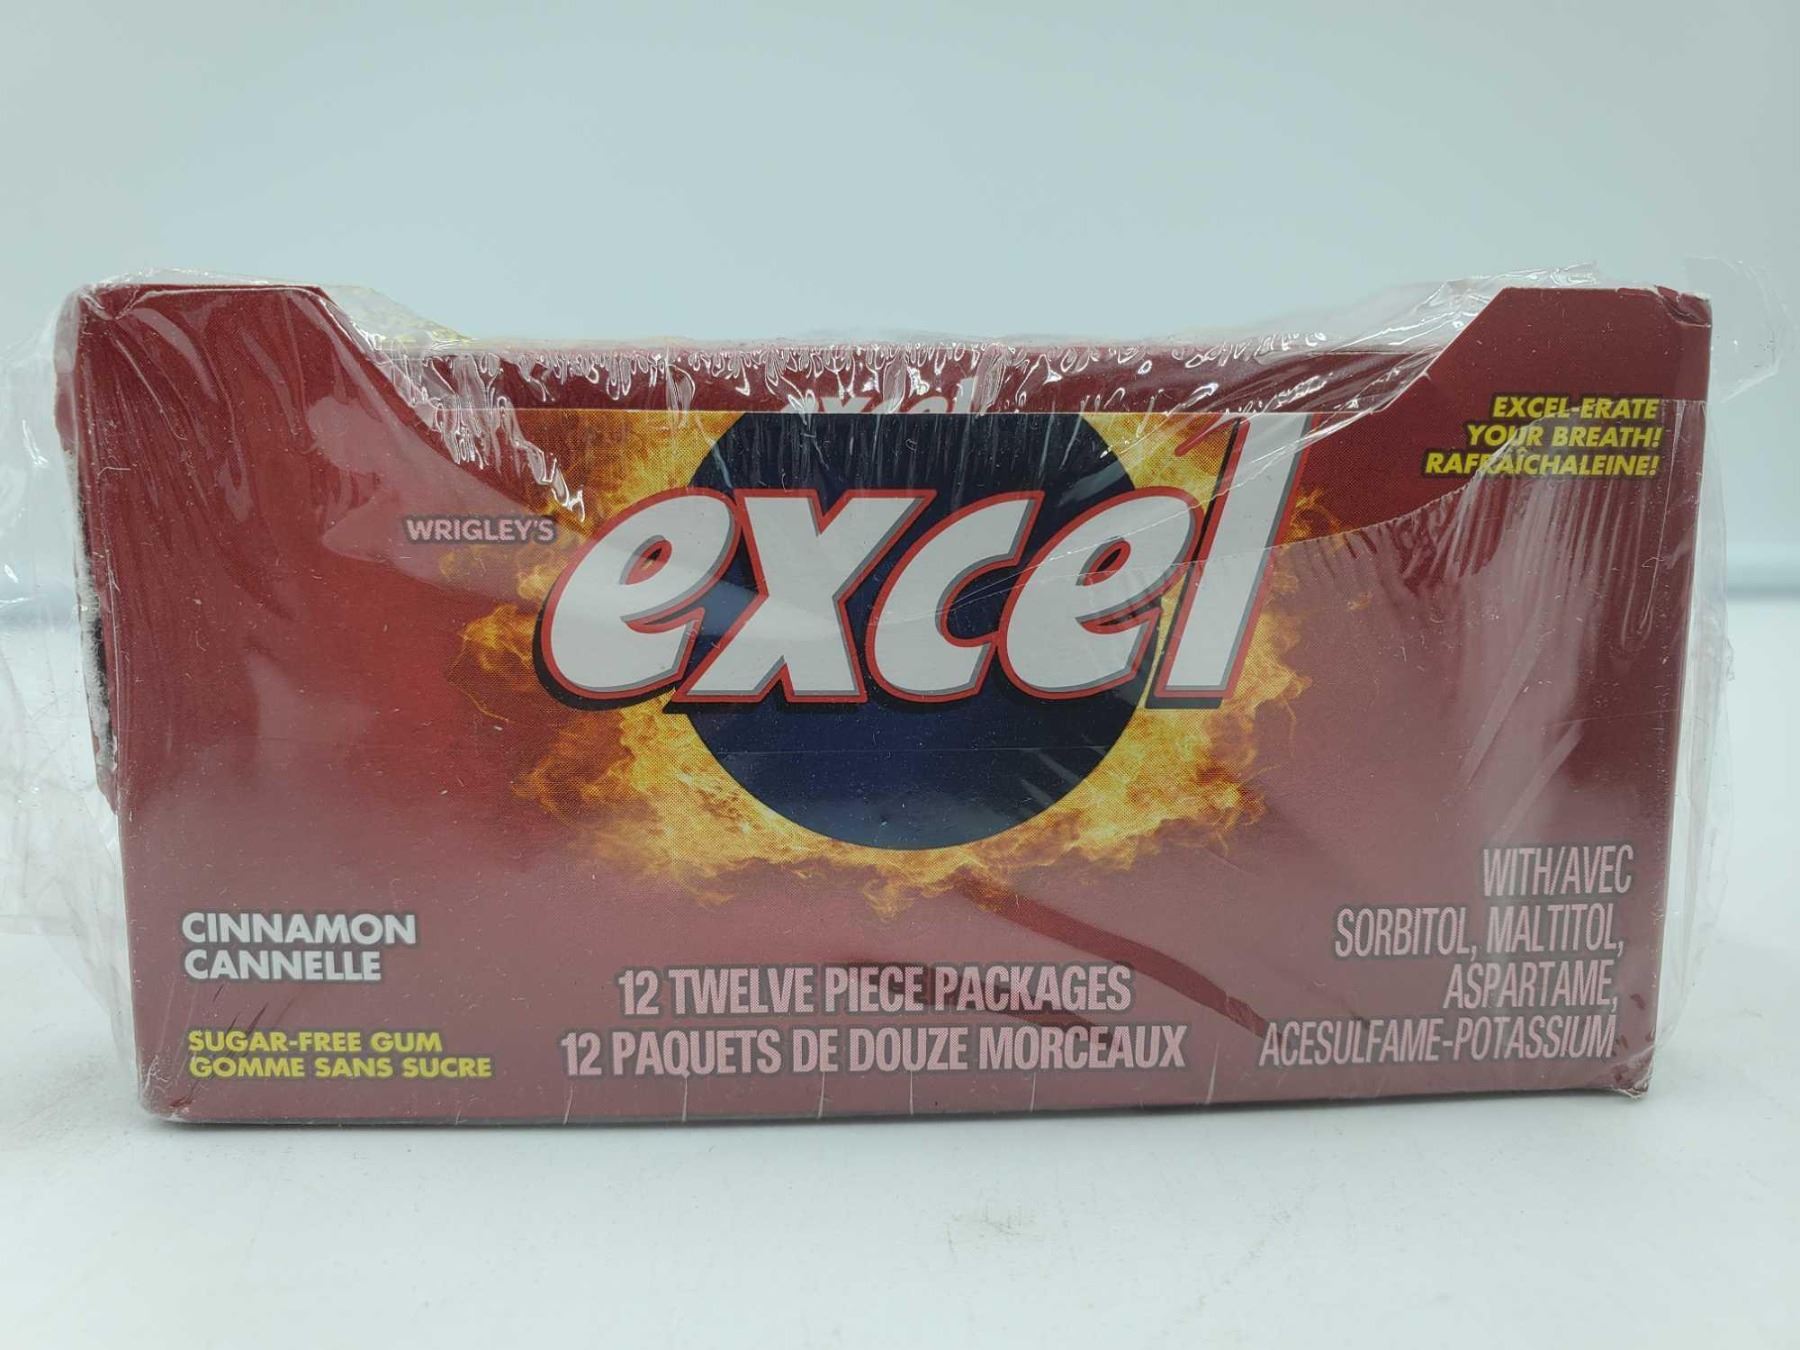 EXCEL-ERATE
YOUR BREATH!
RAFRAÎCHALEINE!
WRIGLEY'S
excel
excel
CINNAMON
CANNELLE
SUGAR-FREE GUM
GOMME SANS SUCRE
12 TWELVE PIECE PACKAGES
12 PAQUETS DE DOUZE MORCEAUX
WITH/AVEC
SORBITOL, MALTITOL,
ASPARTAME,
ACESULFAME-POTASSIUM.